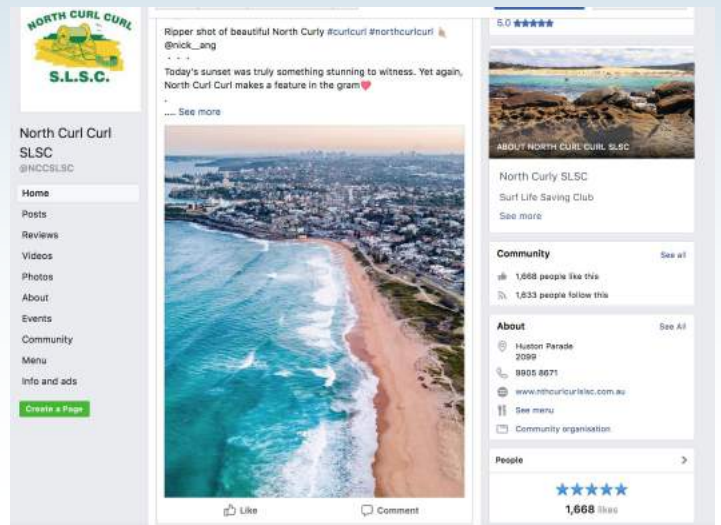 NORTH CURL CURL
S.L.S.C.
North Curl Curl
SLSC
@NCCSLSC
Home
Posts
Reviews
Videos
Photos
About
Events
Community
Menu
Info and ads
Create a Page
Ripper shot of beautiful North Curly #curlcurl #northcurlcurl
@nick__ang
. . .
Today's sunset was truly something stunning to witness. Yet again,
North Curl Curl makes a feature in the gram
.
.... See more
Like
Comment
5.0
ABOUT NORTH CURL CURL SLSC
North Curly SLSC
Surf Life Saving Club
See more
Community
See all
1,668 people like this
1,633 people follow this
About
See All
Huston Parade
2099
9905 8671
www.nthcurlcurlslsc.com.au
See menu
Community organisation
People
1,668 likes